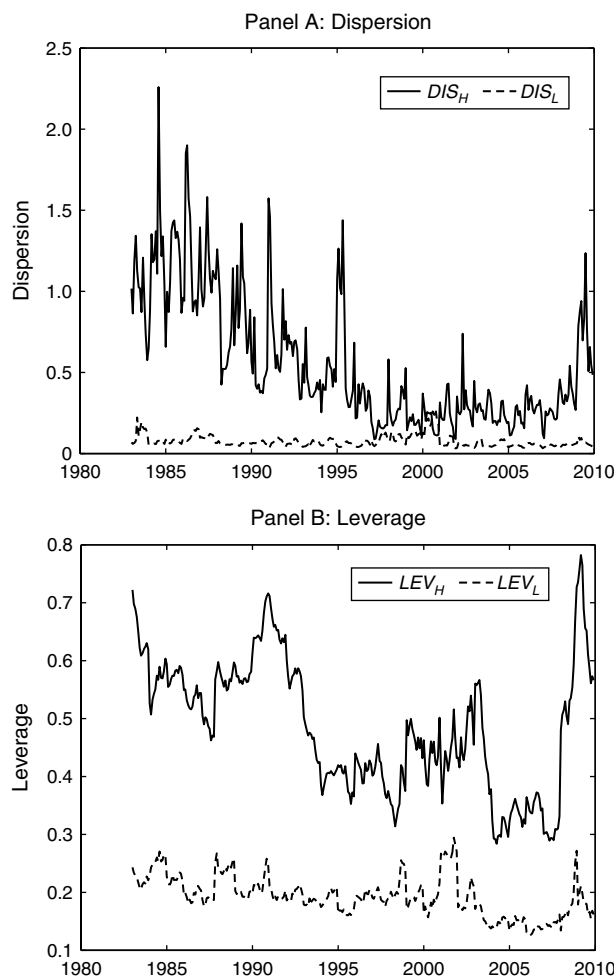 Panel A: Dispersion
2.5
DIS_H DIS_L
2.0
1.5
Dispersion
1.0
0.5
0
1980 1985 1990 1995 2000 2005 2010
Panel B: Leverage
0.8
LEV_H LEV_L
0.7
0.6
0.5
Leverage
0.4
0.3
0.2
0.1
1980 1985 1990 1995 2000 2005 2010